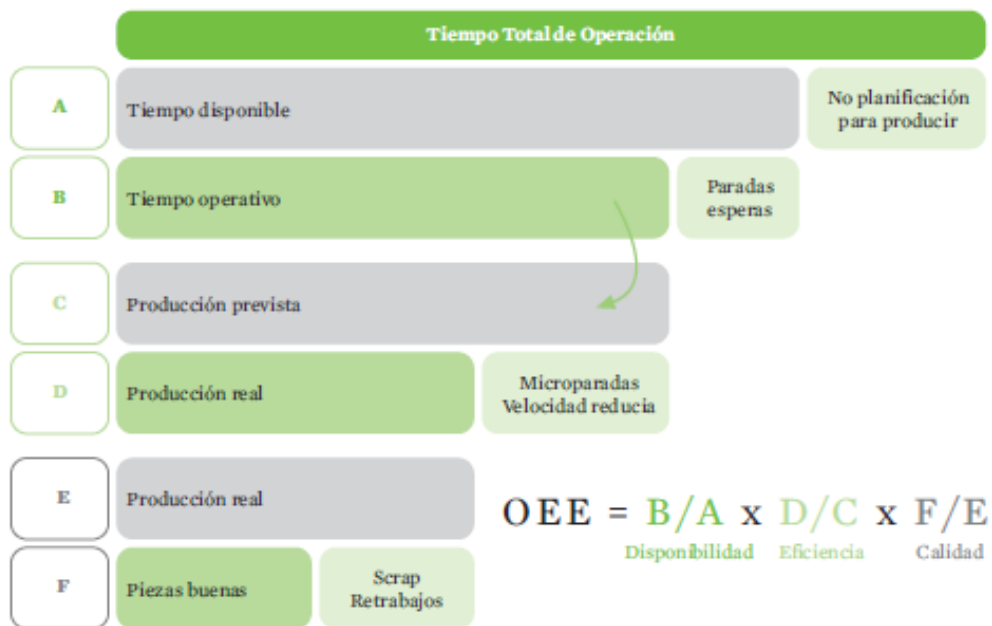 Tiempo Total de Operación
A
Tiempo disponible
No planificación
para producir
B
Tiempo operativo
Paradas
esperas
C
Producción prevista
D
Producción real
Microparadas
Velocidad reducia
E
Producción real
OEE = B/A x D/C x F/E
Disponibilidad Eficiencia Calidad
F
Piezas buenas
Scrap
Retrabajos